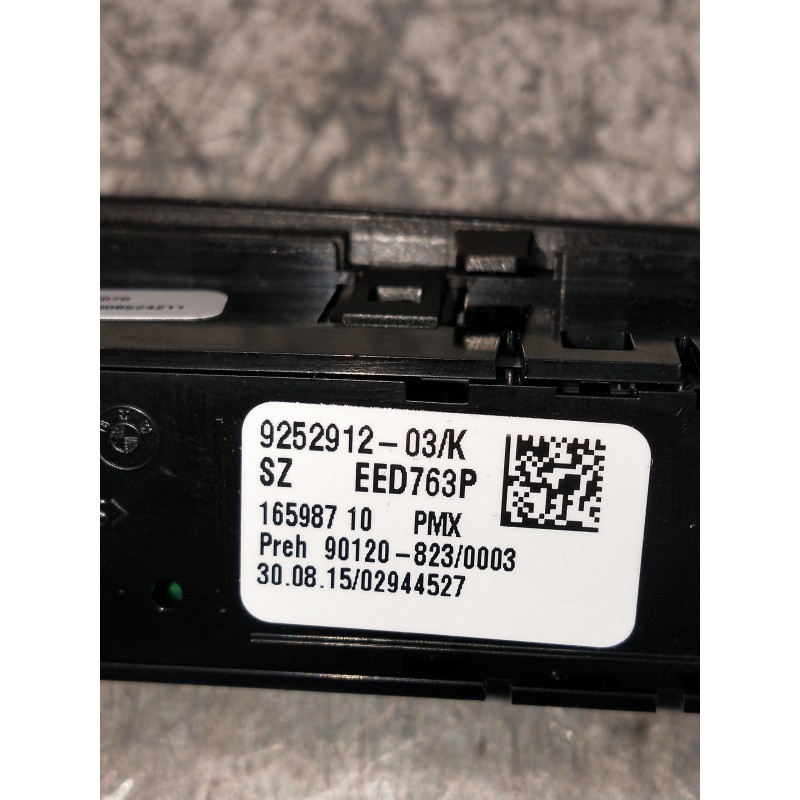 9252912-03/K
SZ EED763P
165987 10 PMX
Preh 90120-823/0003
30.08.15/02944527